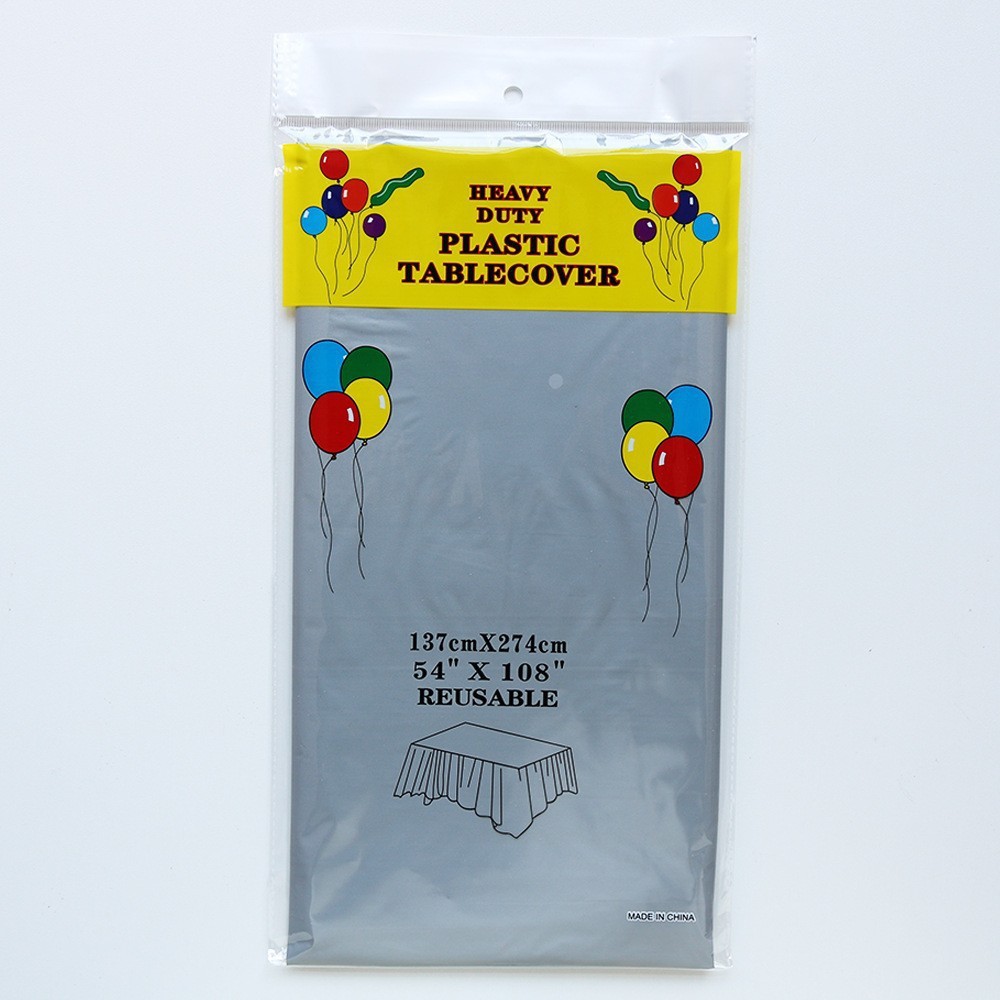 HEAVY
DUTY
PLASTIC
TABLECOVER
137cmX274cm
54" X 108"
REUSABLE
MADE IN CHINA